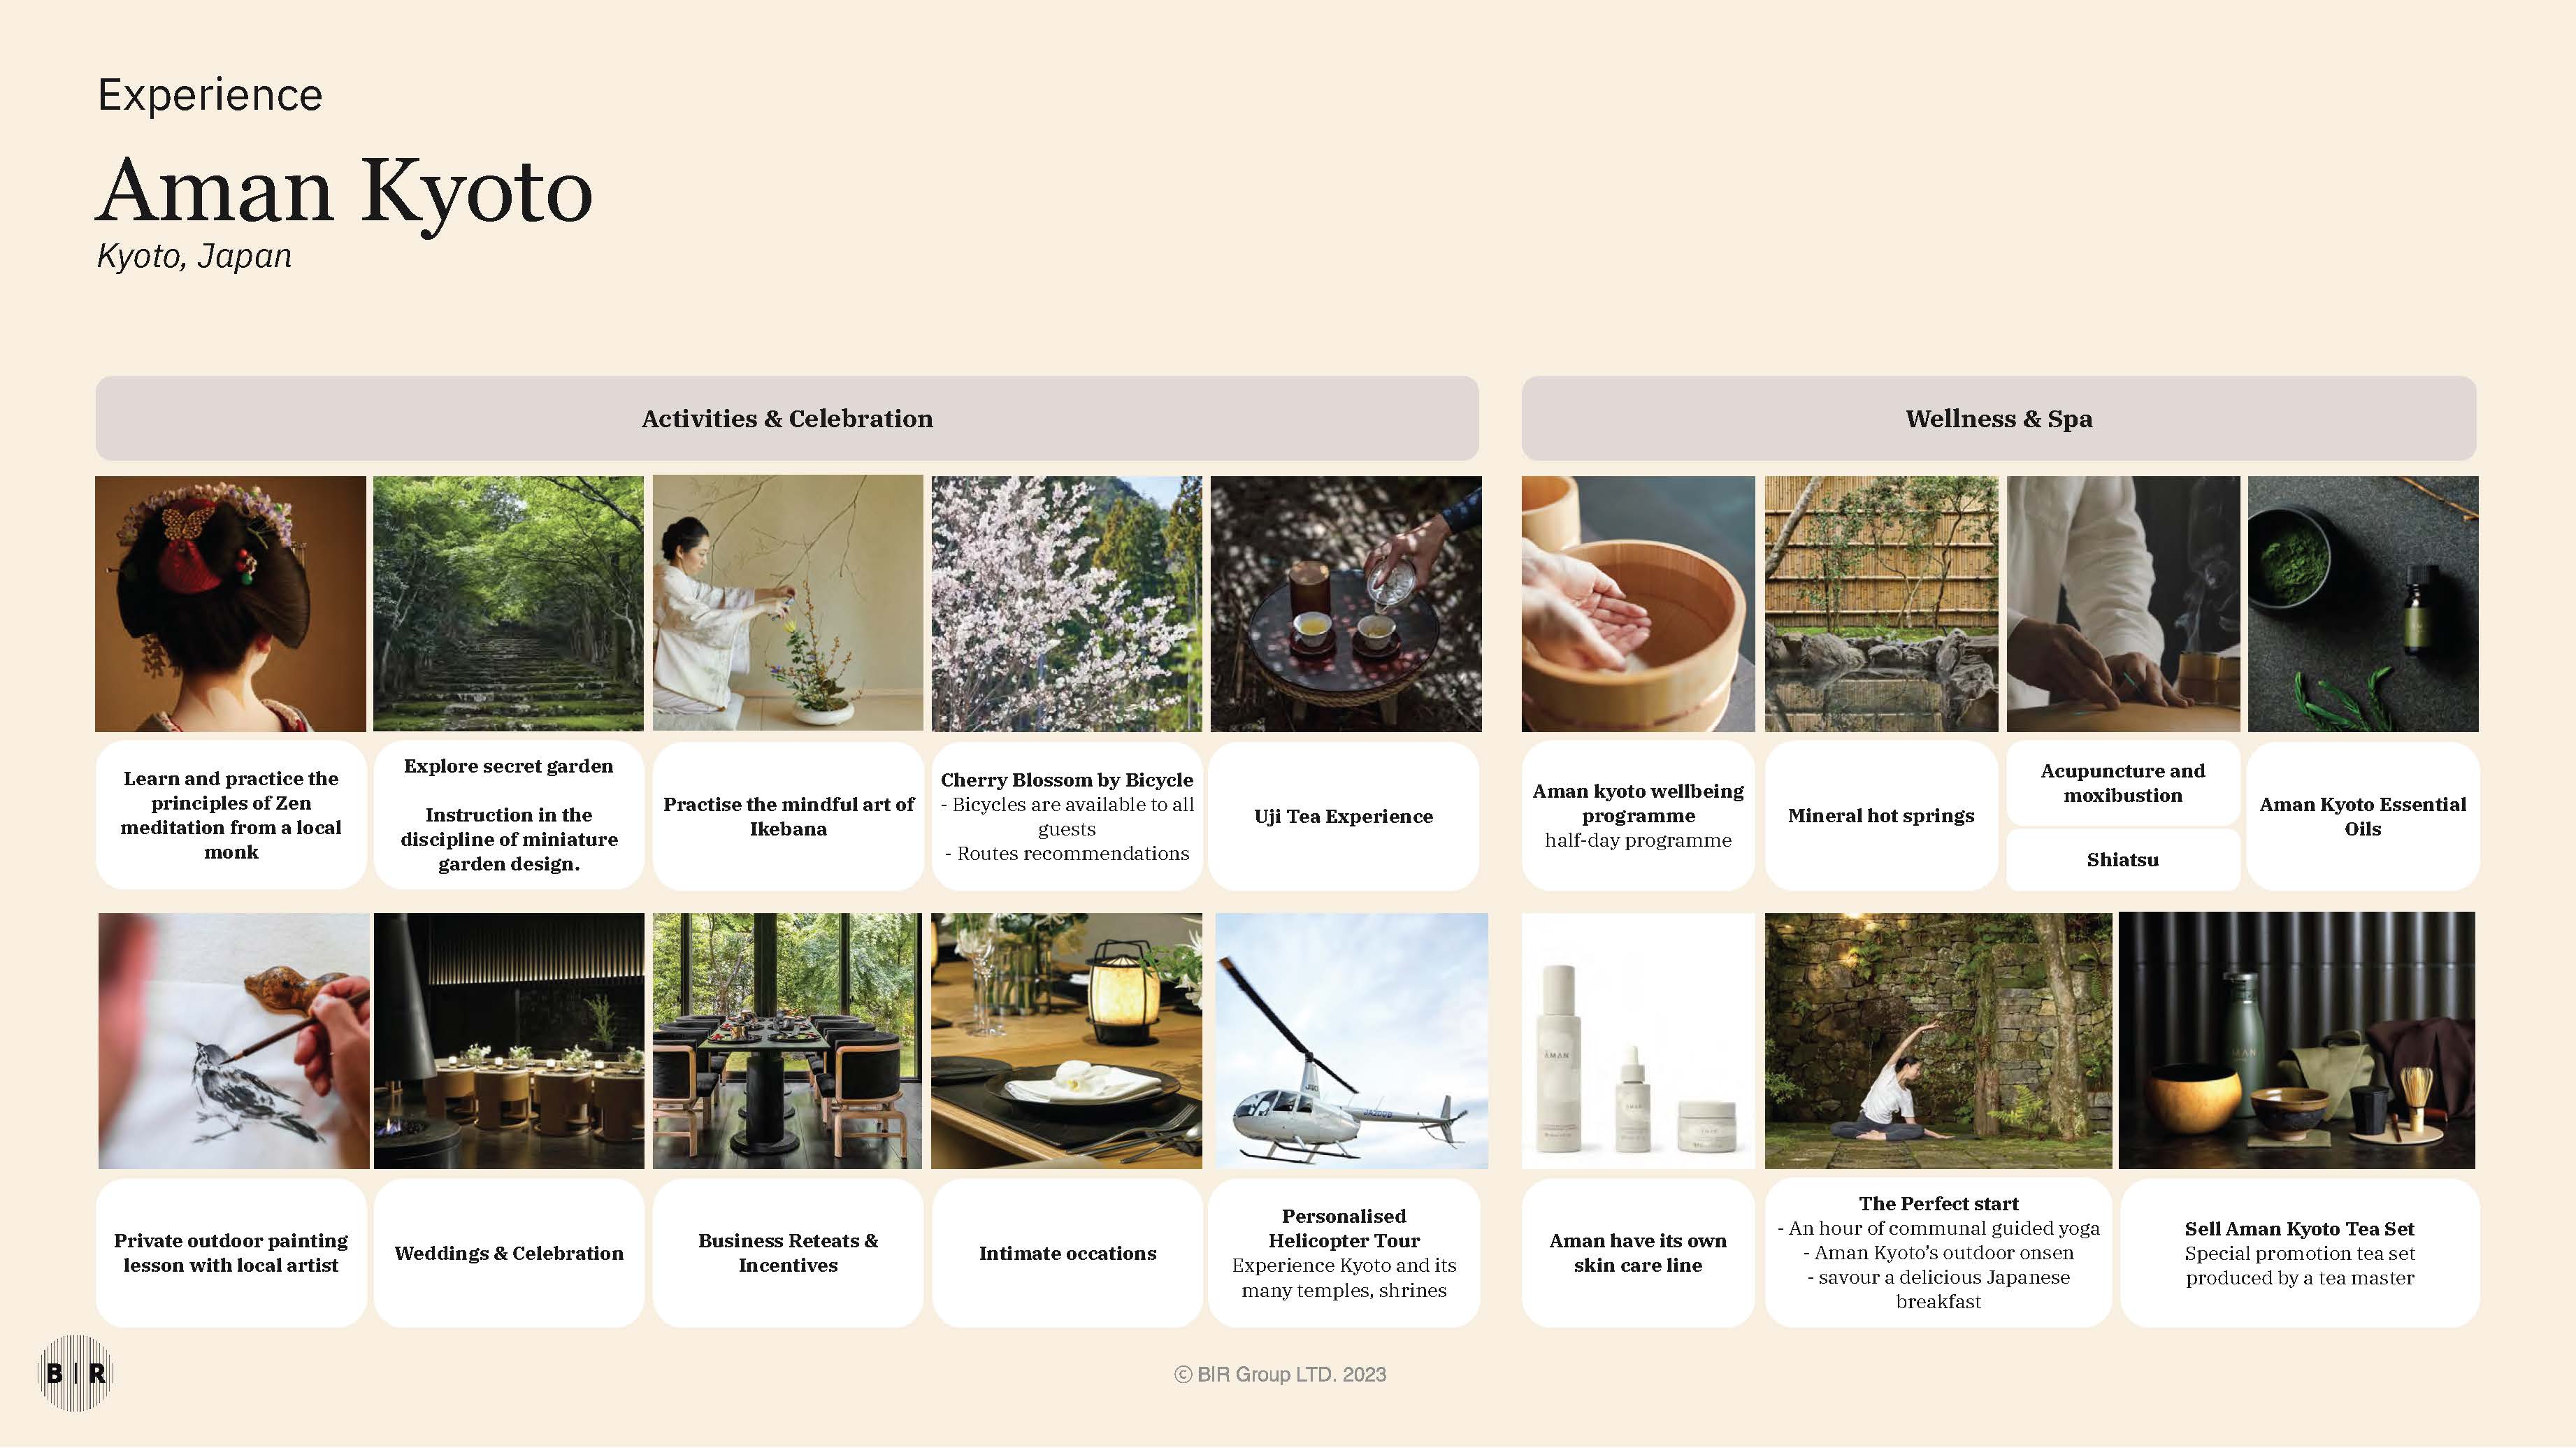 Experience
Aman Kyoto
Kyoto, Japan
Activities & Celebration
Wellness & Spa
Learn and practice the
principles of Zen
meditation from a local
monk
Explore secret garden
Instruction in the
discipline of miniature
garden design.
Practise the mindful art of
Ikebana
Cherry Blossom by Bicycle
- Bicycles are available to all
guests
- Routes recommendations
Uji Tea Experience
Aman kyoto wellbeing
programme
half-day programme
Mineral hot springs
Acupuncture and
moxibustion
Shiatsu
Aman Kyoto Essential
Oils
AMAN
Private outdoor painting
lesson with local artist
Weddings & Celebration
Business Reteats &
Incentives
Intimate occations
Personalised
Helicopter Tour
Experience Kyoto and its
many temples, shrines
Aman have its own
skin care line
The Perfect start
- An hour of communal guided yoga
- Aman Kyoto’s outdoor onsen
- savour a delicious Japanese
breakfast
Sell Aman Kyoto Tea Set
Special promotion tea set
produced by a tea master
B | R
© BIR Group LTD. 2023